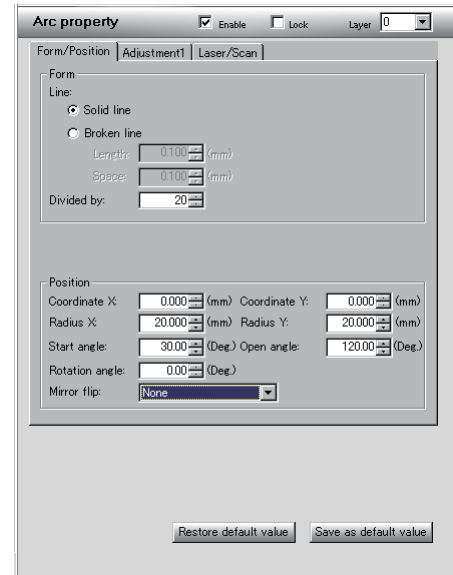 Arc property Enable Lock Layer 0
Form/Position Adjustment1 Laser/Scan
Form
Line:
Solid line
Broken line
Length: 0.100 (mm)
Space: 0.100 (mm)
Divided by: 20
Position
Coordinate X: 0.000 (mm) Coordinate Y: 0.000 (mm)
Radius X: 20.000 (mm) Radius Y: 20.000 (mm)
Start angle: 30.00 (Deg.) Open angle: 120.00 (Deg.)
Rotation angle: 0.00 (Deg.)
Mirror flip: None
Restore default value Save as default value